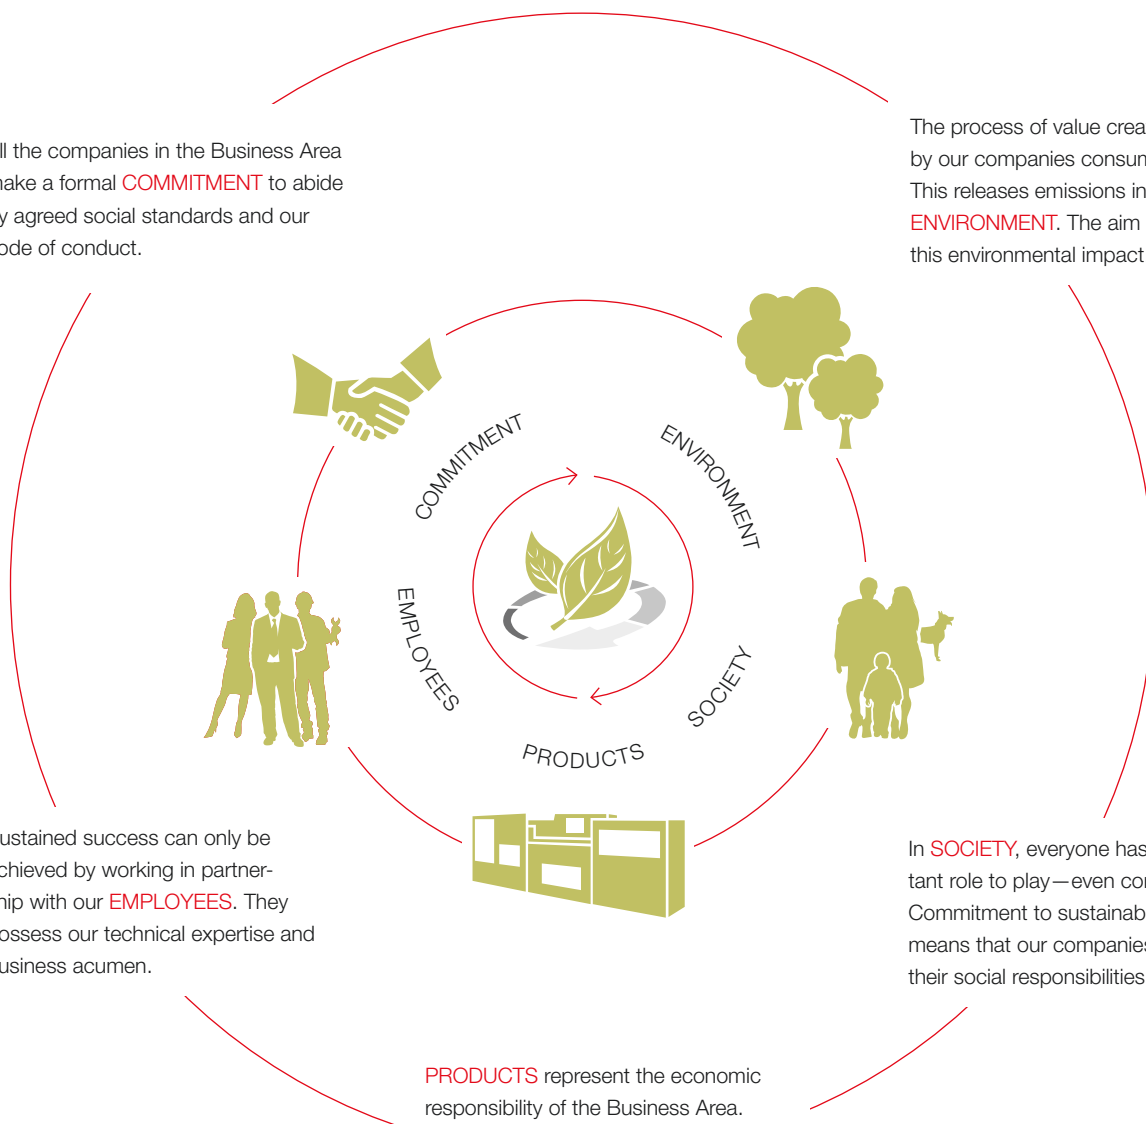 ll the companies in the Business Area
make a formal COMMITMENT to abide
y agreed social standards and our
ode of conduct.
The process of value crea
by our companies consum
This releases emissions in
ENVIRONMENT. The aim
this environmental impact
COMMITMENT
ENVIRONMENT
EMPLOYEES
SOCIETY
PRODUCTS
ustained success can only be
chieved by working in partner-
hip with our EMPLOYEES. They
ossess our technical expertise and
usiness acumen.
In SOCIETY, everyone has
tant role to play—even cor
Commitment to sustainab
means that our companies
their social responsibilities
PRODUCTS represent the economic
responsibility of the Business Area.